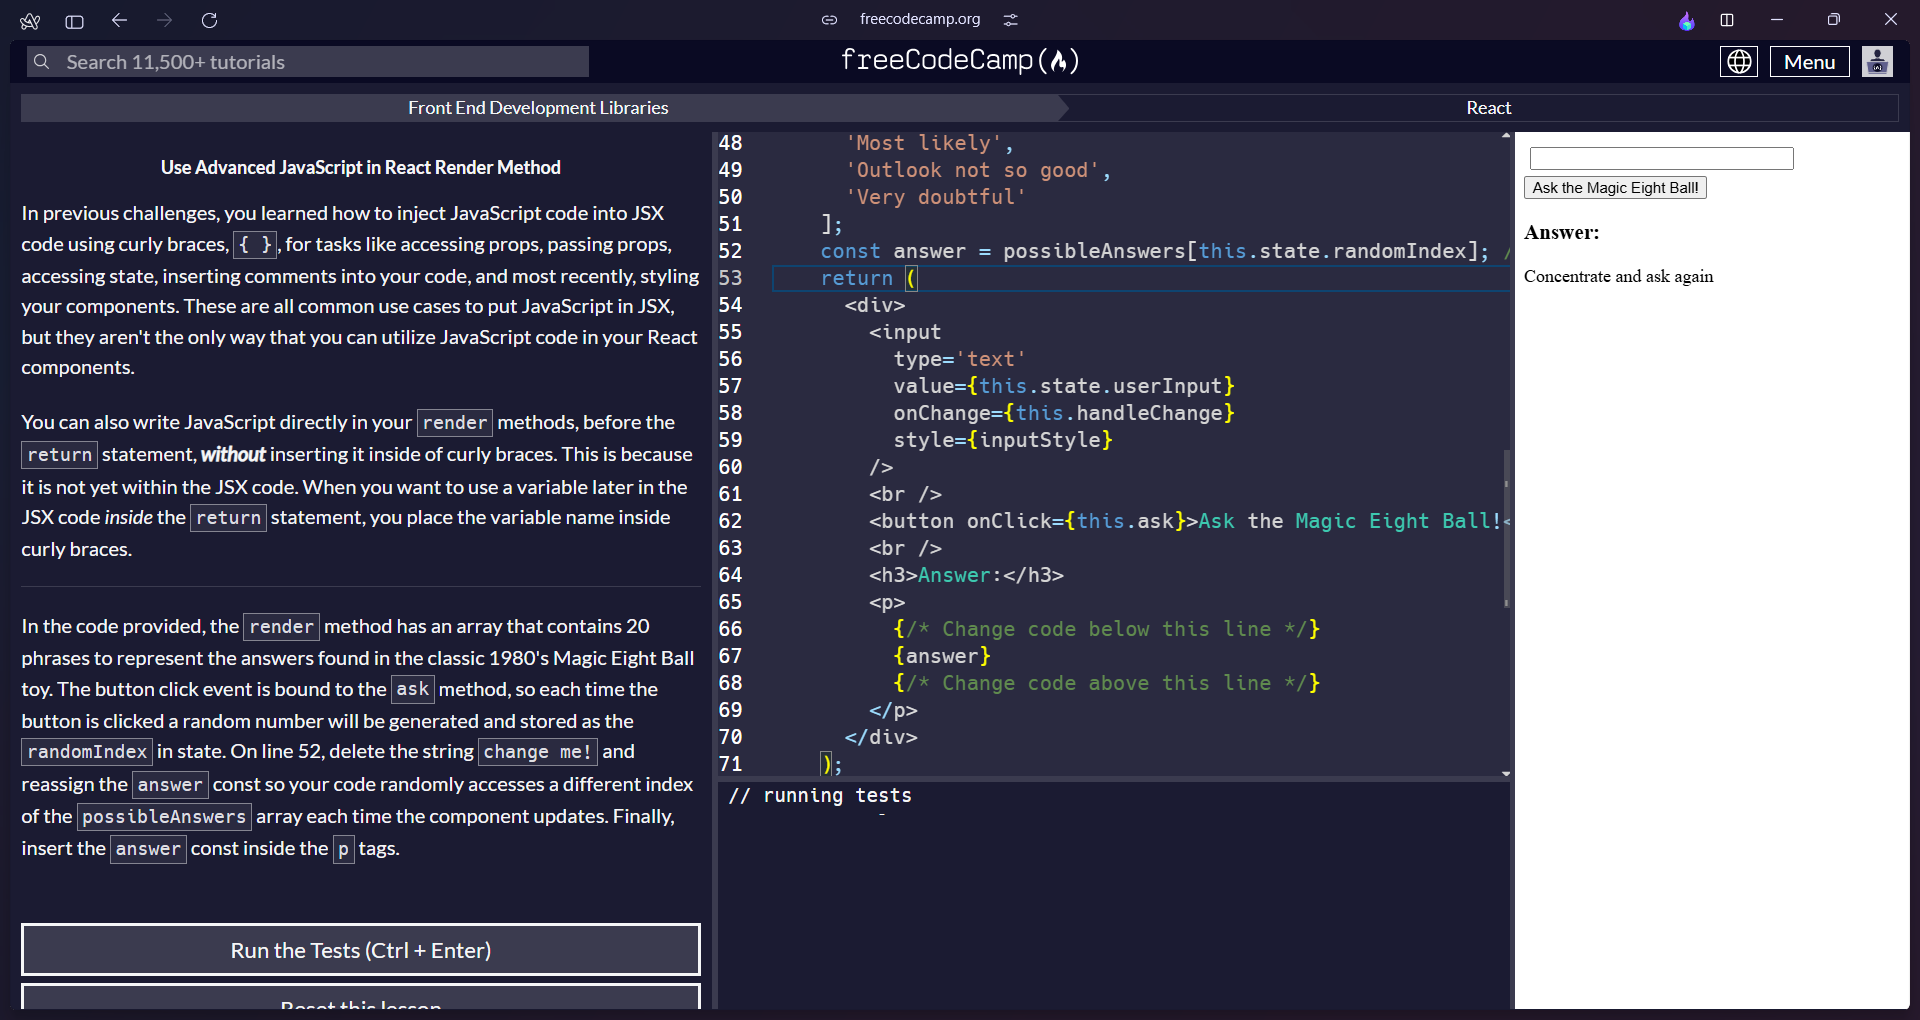 freecodecamp.org
Search 11,500+ tutorials
freeCodeCamp(🔥)
Menu
Front End Development Libraries
React
Use Advanced JavaScript in React Render Method
In previous challenges, you learned how to inject JavaScript code into JSX
code using curly braces, { }, for tasks like accessing props, passing props,
accessing state, inserting comments into your code, and most recently, styling
your components. These are all common use cases to put JavaScript in JSX,
but they aren't the only way that you can utilize JavaScript code in your React
components.
You can also write JavaScript directly in your render methods, before the
return statement, without inserting it inside of curly braces. This is because
it is not yet within the JSX code. When you want to use a variable later in the
JSX code inside the return statement, you place the variable name inside
curly braces.
In the code provided, the render method has an array that contains 20
phrases to represent the answers found in the classic 1980's Magic Eight Ball
toy. The button click event is bound to the ask method, so each time the
button is clicked a random number will be generated and stored as the
randomIndex in state. On line 52, delete the string change me! and
reassign the answer const so your code randomly accesses a different index
of the possibleAnswers array each time the component updates. Finally,
insert the answer const inside the p tags.
Run the Tests (Ctrl + Enter)
Reset this lesson
48 'Most likely',
49 'Outlook not so good',
50 'Very doubtful'
51 ];
52 const answer = possibleAnswers[this.state.randomIndex]; /
53 return (
54 <div>
55 <input
56 type='text'
57 value={this.state.userInput}
58 onChange={this.handleChange}
59 style={inputStyle}
60 />
61 <br />
62 <button onClick={this.ask}>Ask the Magic Eight Ball!<
63 <br />
64 <h3>Answer:</h3>
65 <p>
66 {/* Change code below this line */}
67 {answer}
68 {/* Change code above this line */}
69 </p>
70 </div>
71 );
// running tests
Ask the Magic Eight Ball!
Answer:
Concentrate and ask again